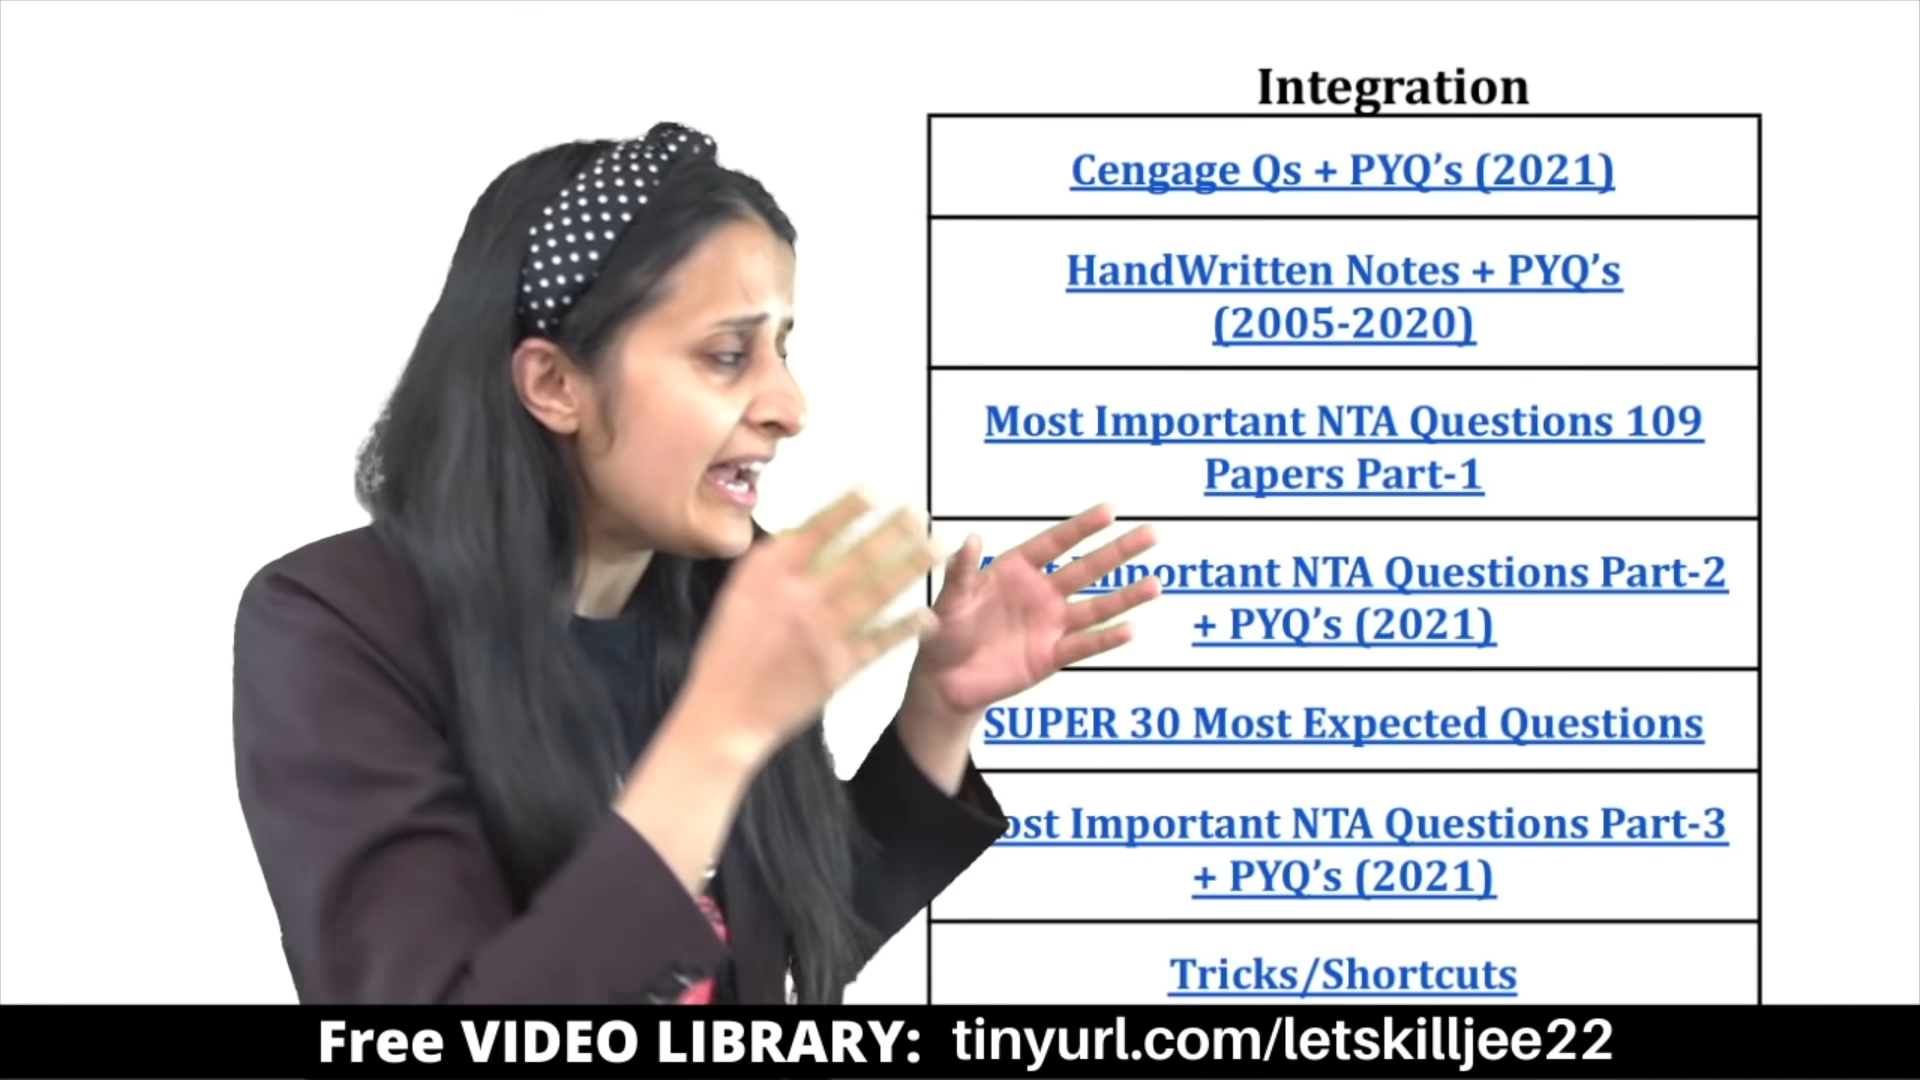 Integration
Cengage Qs + PYQ’s (2021)
HandWritten Notes + PYQ’s
(2005-2020)
Most Important NTA Questions 109
Papers Part-1
Important NTA Questions Part-2
+ PYQ’s (2021)
SUPER 30 Most Expected Questions
Important NTA Questions Part-3
+ PYQ’s (2021)
Tricks/Shortcuts
Free VIDEO LIBRARY: tinyurl.com/letskilljee22